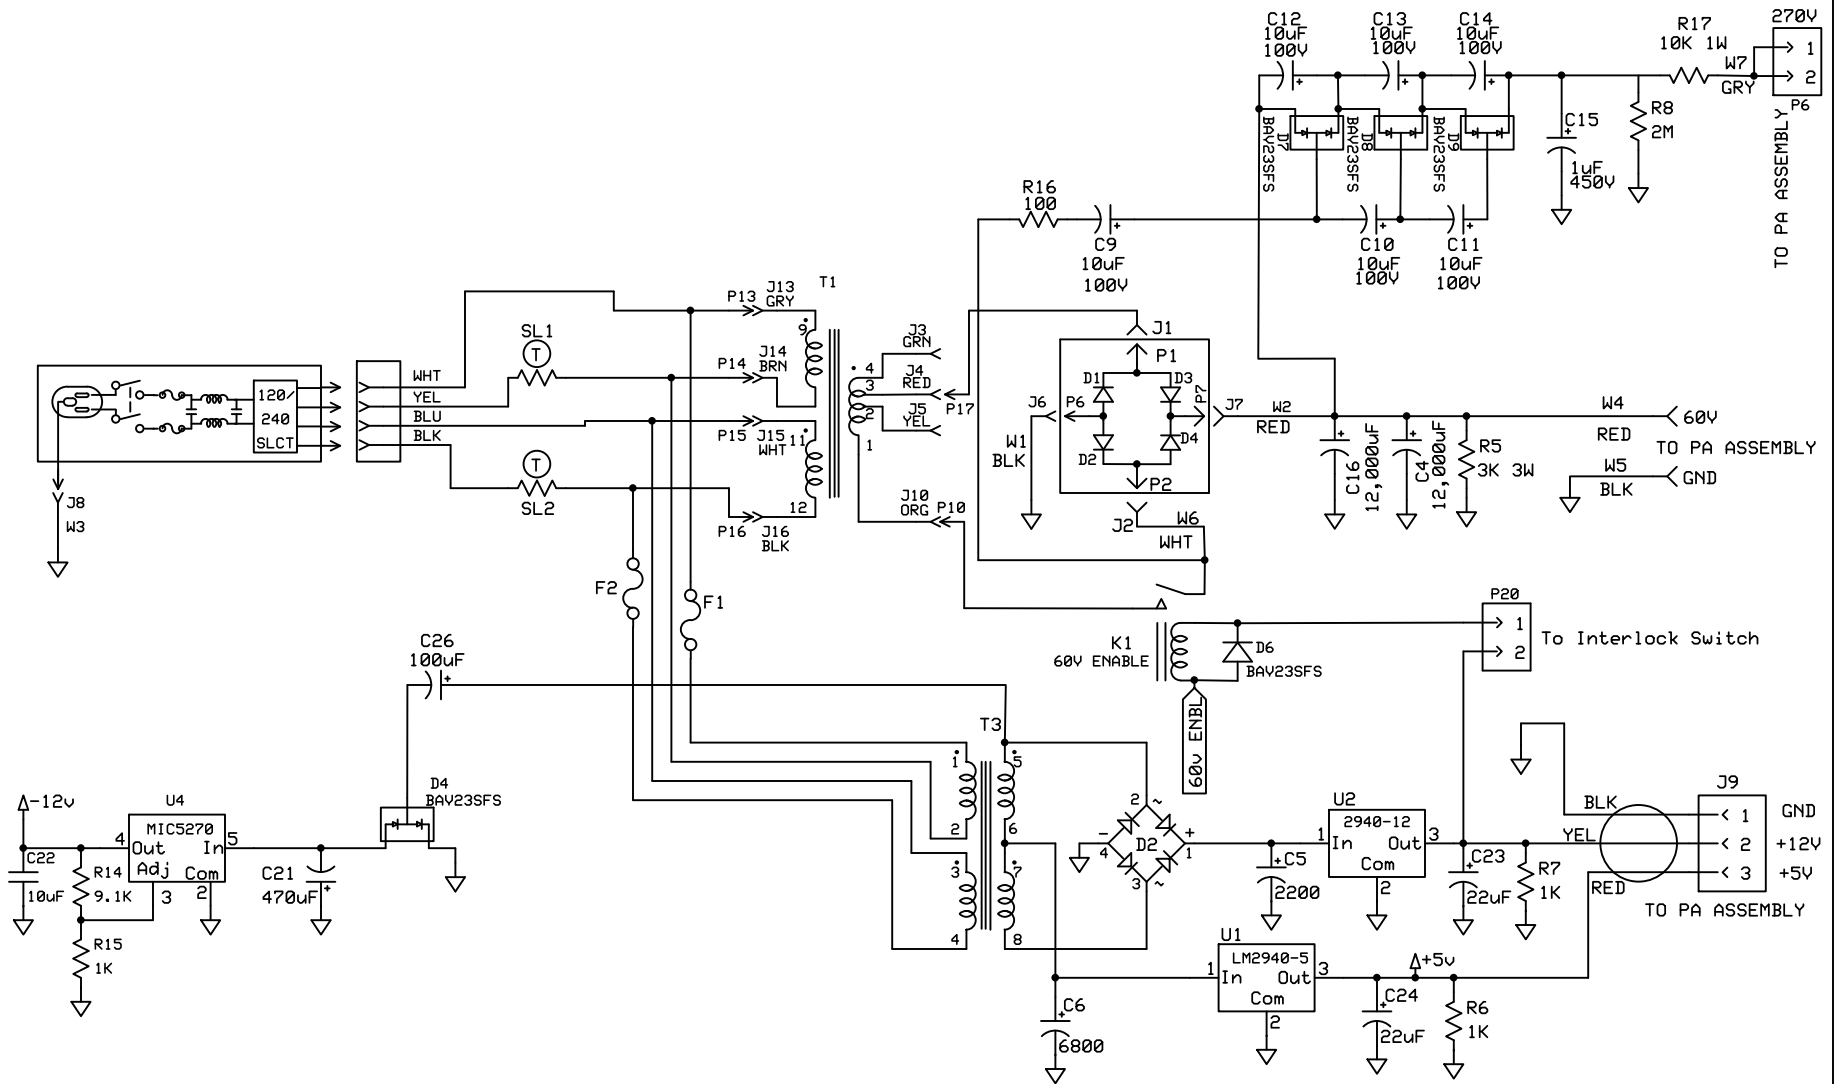 C12
10uF
100V
C13
10uF
100V
C14
10uF
100V
R17
10K 1W
W7
GRY
270V
1
2
P6
TO PA ASSEMBLY
BAV23SFS
D7
BAV23SFS
D8
BAV23SFS
D9
C15
1uF
450V
R8
2M
R16
100
C9
10uF
100V
C10
10uF
100V
C11
10uF
100V
T1
P13
J13
GRY
9
SL1
T
P14
J14
BRN
WHT
YEL
BLU
BLK
120/
240
SLCT
P15
J15
WHT
11
12
T
SL2
P16
J16
BLK
J8
W3
J3
GRN
4
J4
RED
3
P17
J5
YEL
2
1
J10
ORG
P10
J1
P1
D1
D3
P7
J6
P6
J7
W2
RED
D2
D4
P2
W1
BLK
J2
W6
WHT
C16
12,000uF
C4
12,000uF
R5
3K 3W
W4
RED
60V
TO PA ASSEMBLY
W5
BLK
GND
F2
F1
K1
60V ENABLE
D6
BAV23SFS
60v ENBL
P20
1
2
To Interlock Switch
C26
100uF
T3
1
5
2
6
3
7
4
8
2
~
-
+
4
D2
1
3
~
C5
2200
U2
2940-12
1
In
Out
3
Com
2
C23
22uF
R7
1K
J9
BLK
1
GND
YEL
2
+12V
RED
3
+5V
TO PA ASSEMBLY
U1
LM2940-5
1
In
Out
3
Com
2
+5v
C24
22uF
R6
1K
C6
6800
-12v
U4
MIC5270
4
Out
In
5
Adj
Com
3
2
C22
10uF
R14
9.1K
R15
1K
C21
470uF
D4
BAV23SFS